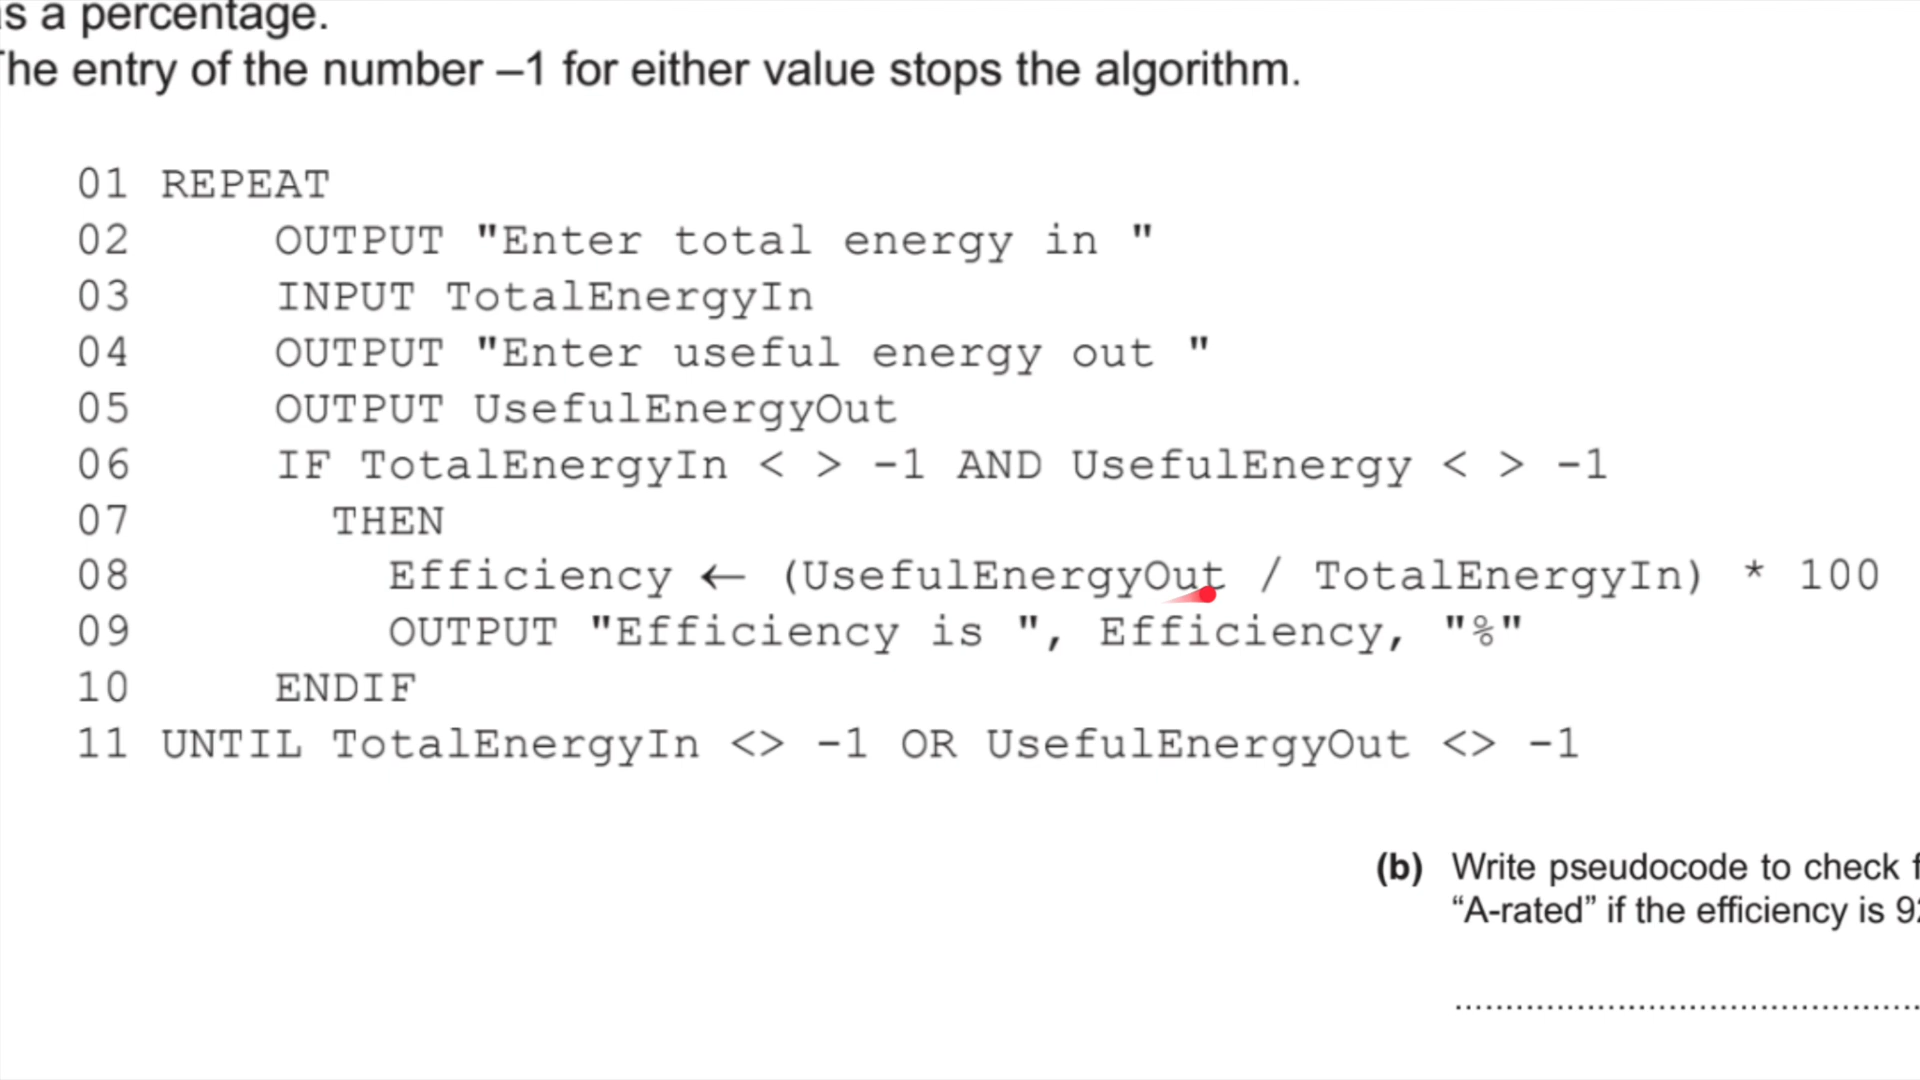 s a percentage.
The entry of the number –1 for either value stops the algorithm.
01 REPEAT
02 OUTPUT "Enter total energy in "
03 INPUT TotalEnergyIn
04 OUTPUT "Enter useful energy out "
05 OUTPUT UsefulEnergyOut
06 IF TotalEnergyIn < > -1 AND UsefulEnergy < > -1
07 THEN
08 Efficiency ← (UsefulEnergyOut / TotalEnergyIn) * 100
09 OUTPUT "Efficiency is ", Efficiency, "%"
10 ENDIF
11 UNTIL TotalEnergyIn <> -1 OR UsefulEnergyOut <> -1
(b) Write pseudocode to check
“A-rated” if the efficiency is